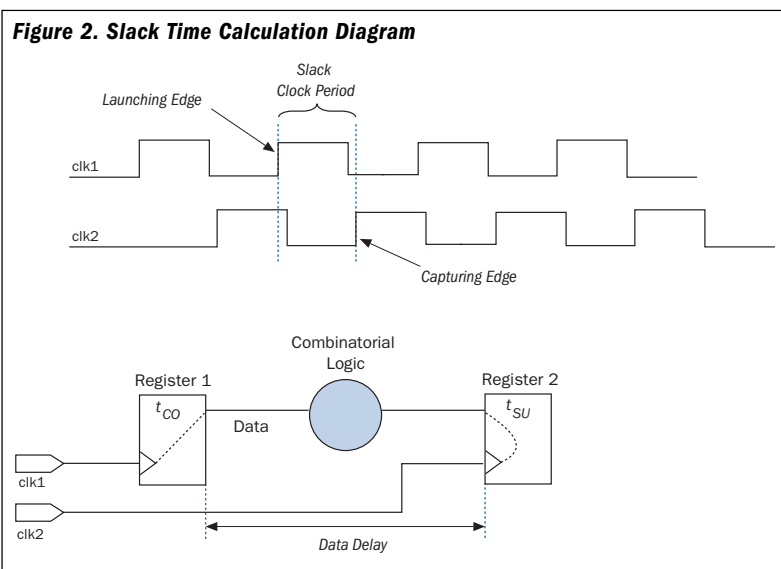 Figure 2. Slack Time Calculation Diagram
Slack
Clock Period
Launching Edge
clk1
clk2
Capturing Edge
Combinatorial
Logic
Register 1
Register 2
tCO
tSU
Data
clk1
clk2
Data Delay